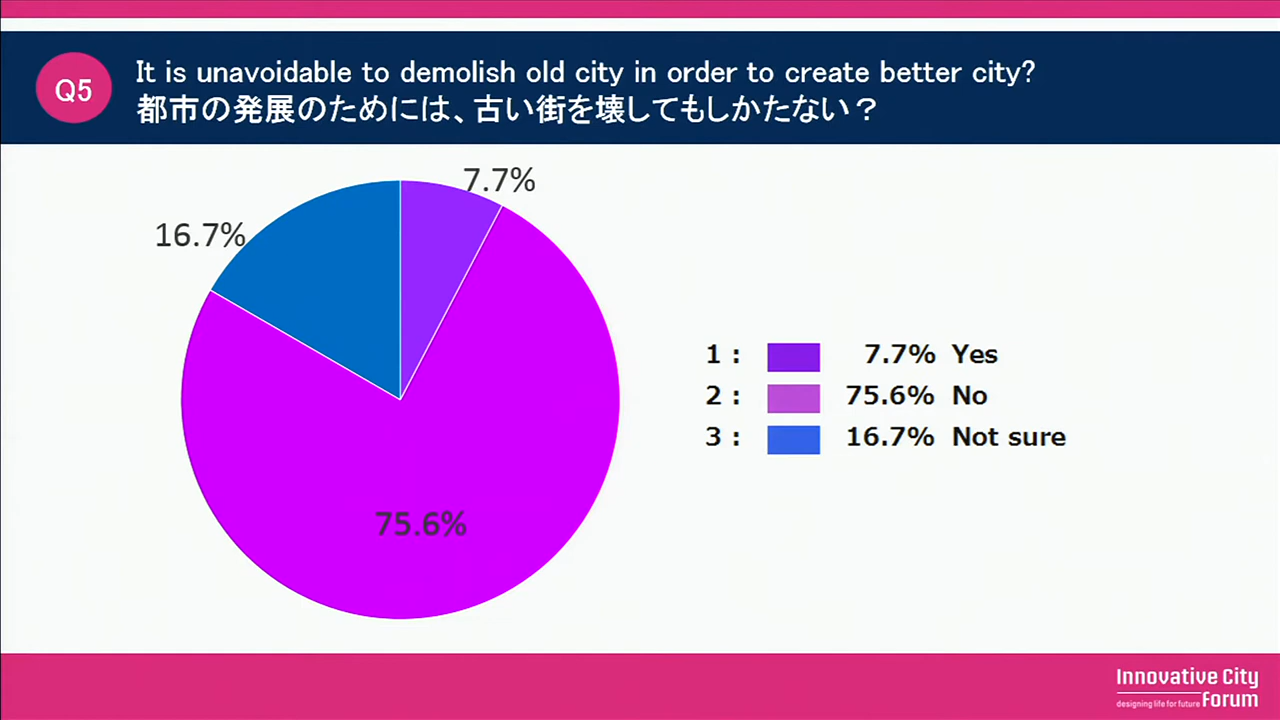 Q5
It is unavoidable to demolish old city in order to create better city?
都市の発展のためには、古い街を壊してもしかたない？
7.7%
16.7%
75.6%
1 : 7.7% Yes
2 : 75.6% No
3 : 16.7% Not sure
Innovative City
designing life for future Forum